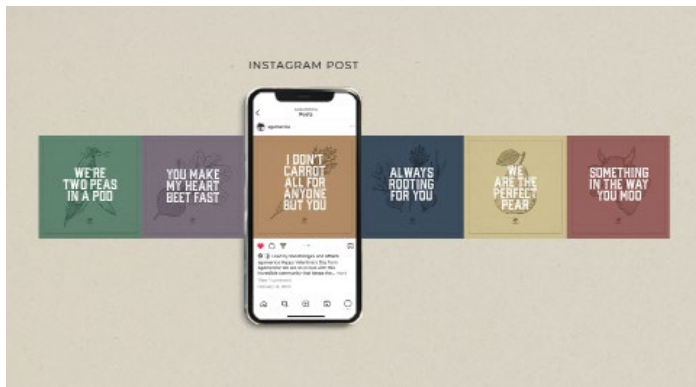 INSTAGRAM POST
Posts
WE'RE
TWO PEAS
IN A POD
YOU MAKE
MY HEART
BEET FAST
I DON'T
CARROT
ALL FOR
ANYONE
BUT YOU
ALWAYS
ROOTING
FOR YOU
WE
ARE THE
PERFECT
PEAR
SOMETHING
IN THE WAY
YOU MOO